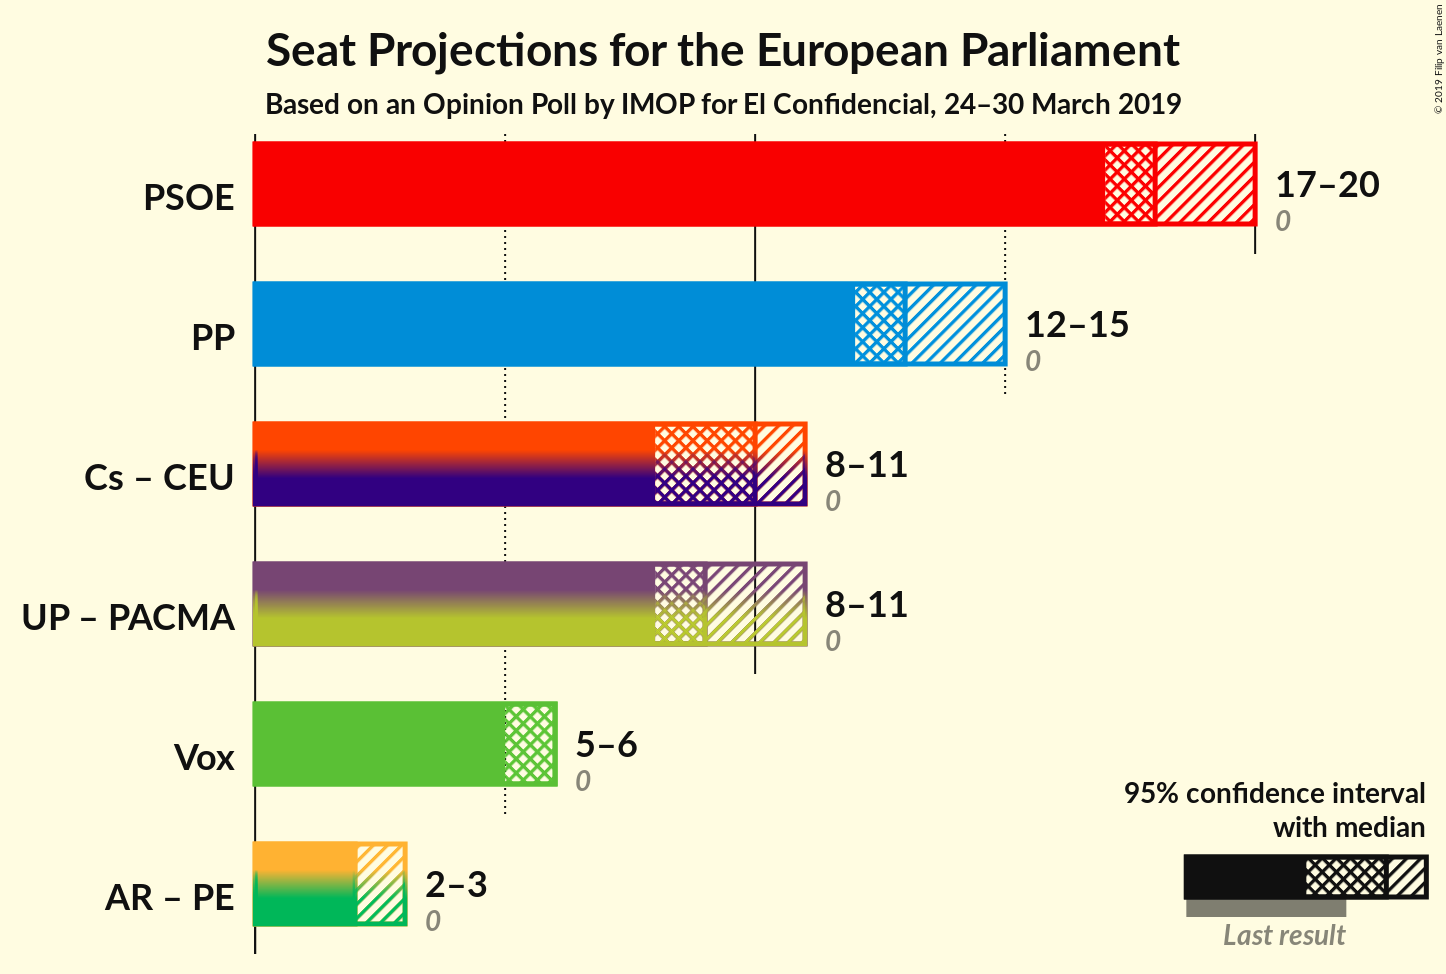 Seat Projections for the European Parliament
Based on an Opinion Poll by IMOP for El Confidencial, 24–30 March 2019
© 2019 Filip van Laenen
PSOE
17–20
0
PP
12–15
0
Cs – CEU
8–11
0
UP – PACMA
8–11
0
Vox
5–6
0
AR – PE
2–3
0
95% confidence interval
with median
Last result